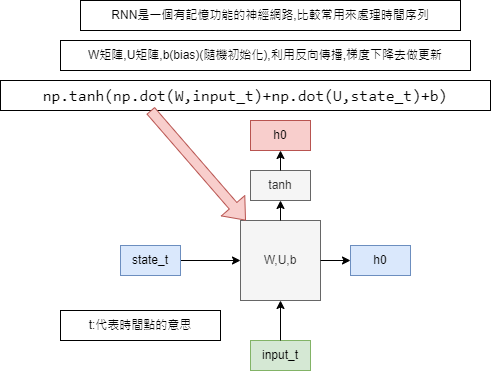 RNN是一個有記憶功能的神經網路,比較常用來處理時間序列
W矩陣,U矩陣,b(bias)(隨機初始化),利用反向傳播,梯度下降去做更新
np.tanh(np.dot(W,input_t)+np.dot(U,state_t)+b)
h0
tanh
state_t
W,U,b
h0
t:代表時間點的意思
input_t